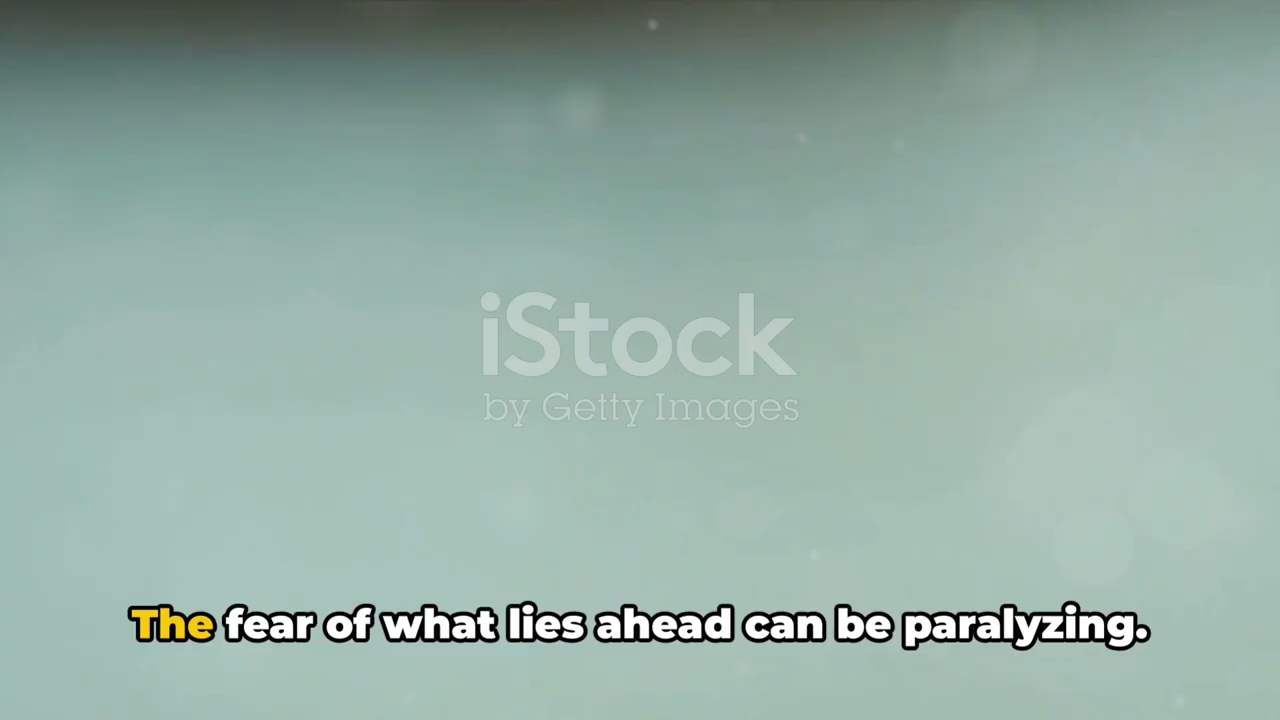 iStock
by Getty Images
The fear of what lies ahead can be paralyzing.